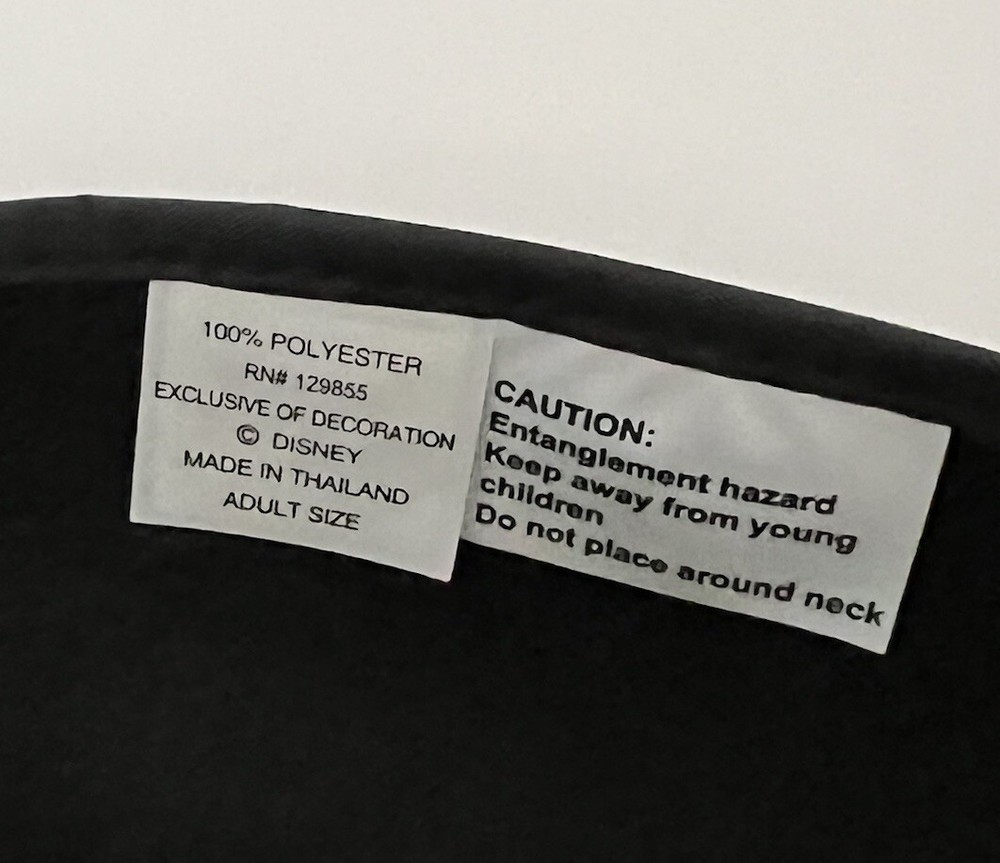 100% POLYESTER
RN# 129855
EXCLUSIVE OF DECORATION
© DISNEY
MADE IN THAILAND
ADULT SIZE
CAUTION:
Entanglement hazard
Keep away from young
children
Do not place around neck